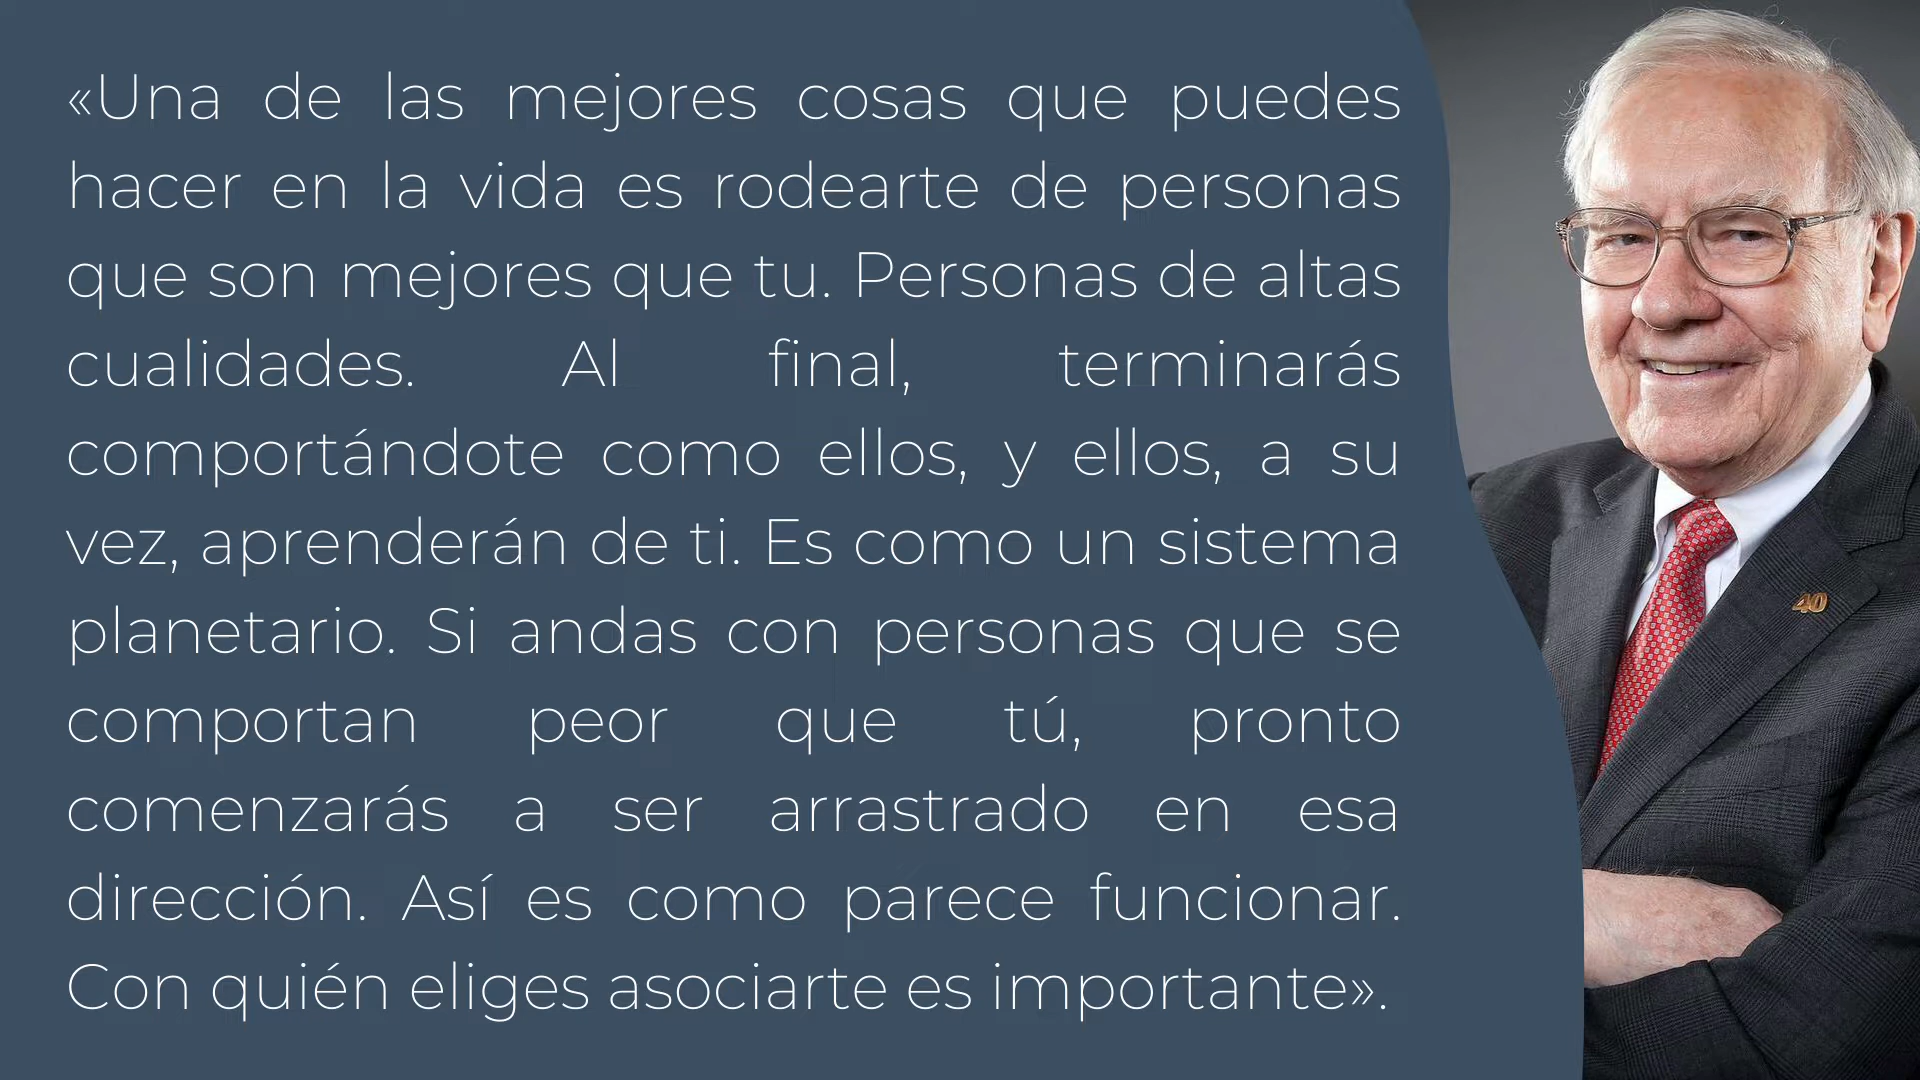 «Una de las mejores cosas que puedes
hacer en la vida es rodearte de personas
que son mejores que tu. Personas de altas
cualidades. Al final, terminarás
comportándote como ellos, y ellos, a su
vez, aprenderán de ti. Es como un sistema
planetario. Si andas con personas que se
comportan peor que tú, pronto
comenzarás a ser arrastrado en esa
dirección. Así es como parece funcionar.
Con quién eliges asociarte es importante».
40